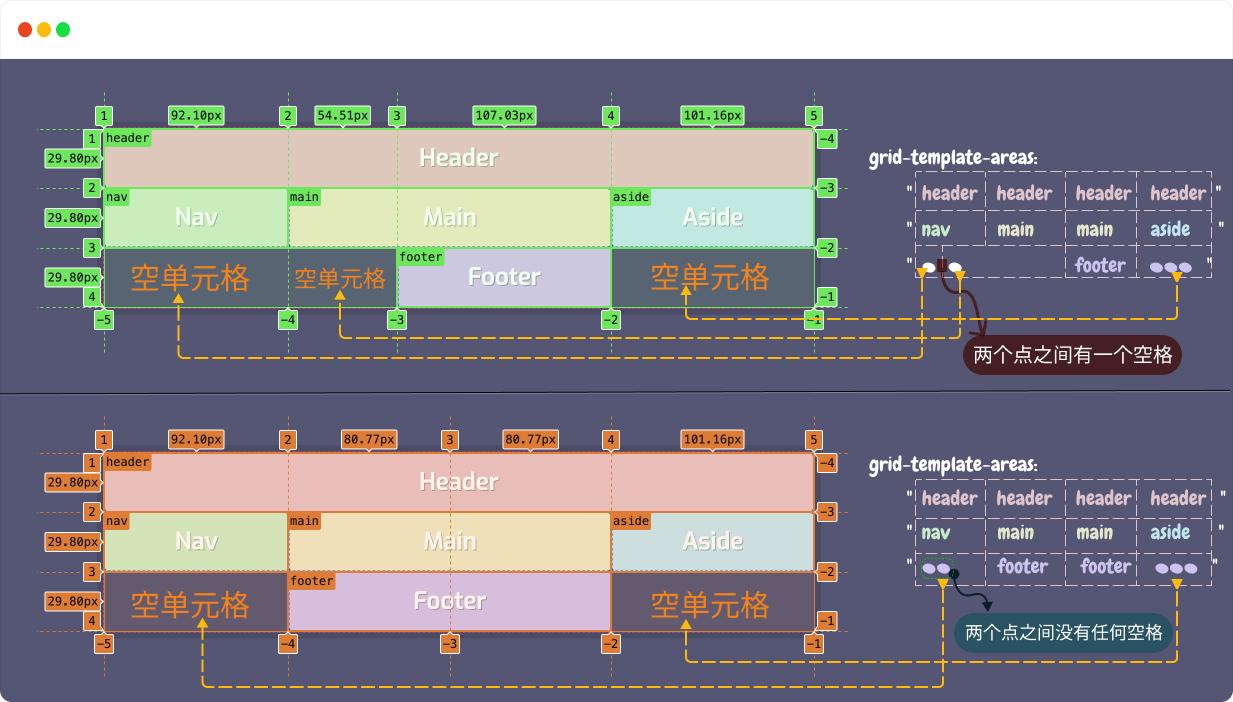 1 92.10px 2 54.51px 3 107.03px 4 101.16px 5
1 header -4
29.80px Header grid-template-areas:
2 -3 " header header header header "
nav main aside
29.80px Nav Main Aside " nav main main aside "
3 -2
footer
29.80px 空单元格 空单元格 Footer 空单元格 " footer "
4 -1
-5 -4 -3 -2 -1
两个点之间有一个空格
1 92.10px 2 80.77px 3 80.77px 4 101.16px 5
1 header -4 grid-template-areas:
29.80px Header
2 -3 " header header header header "
nav main aside
29.80px Nav Main Aside " nav main main aside "
3 -2
footer " footer footer "
29.80px 空单元格 Footer 空单元格
4 -1
-5 -4 -3 -2 -1
两个点之间没有任何空格